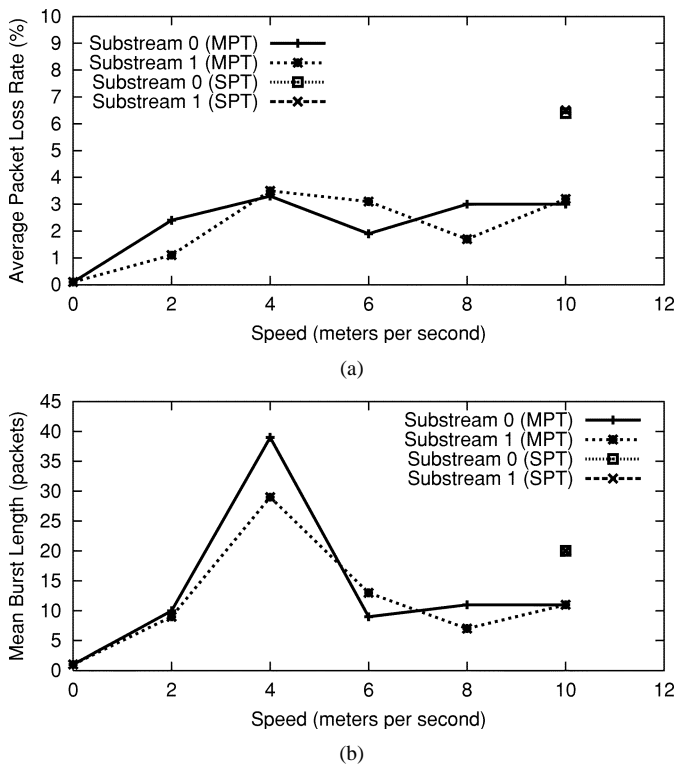 Average Packet Loss Rate (%)
10
9
8
7
6
5
4
3
2
1
0
Substream 0 (MPT)
Substream 1 (MPT)
Substream 0 (SPT)
Substream 1 (SPT)
0 2 4 6 8 10 12
Speed (meters per second)
(a)
Mean Burst Length (packets)
45
40
35
30
25
20
15
10
5
0
Substream 0 (MPT)
Substream 1 (MPT)
Substream 0 (SPT)
Substream 1 (SPT)
0 2 4 6 8 10 12
Speed (meters per second)
(b)